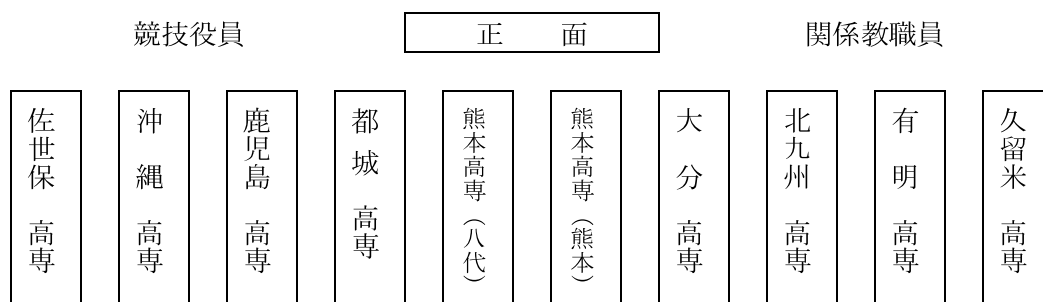 競技役員
正　面
関係教職員
佐世保　高専
沖　縄　高専
鹿児島　高専
都　城　高専
熊本高専（八代）
熊本高専（熊本）
大　分　高専
北九州　高専
有　明　高専
久留米　高専